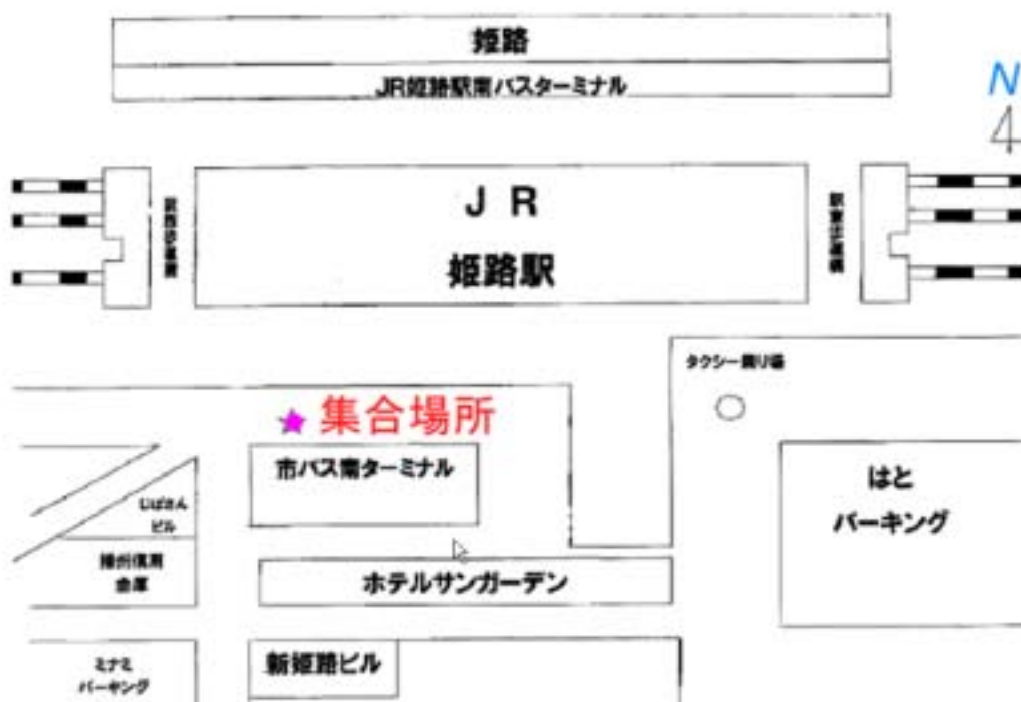 姫路
JR姫路駅南バスターミナル
N
JR
姫路駅
タクシー乗り場
集合場所
市バス南ターミナル
はと
パーキング
じばさん
ビル
播州信用
金庫
ホテルサンガーデン
新姫路ビル
ミナミ
パーキング